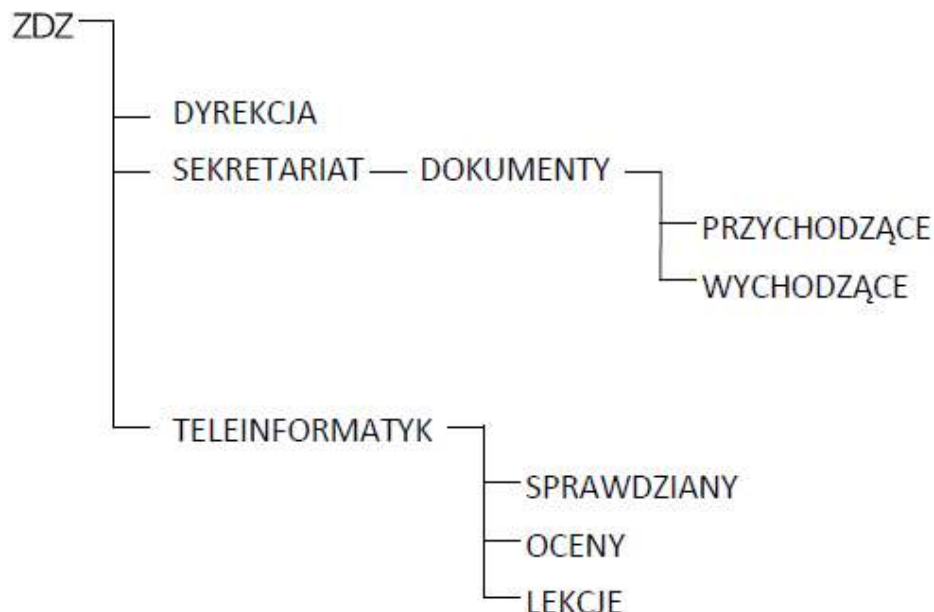 ZDZ
DYREKCJA
SEKRETARIAT DOKUMENTY
PRZYCHODZĄCE
WYCHODZĄCE
TELEINFORMATYK
SPRAWDZIANY
OCENY
LEKCJE